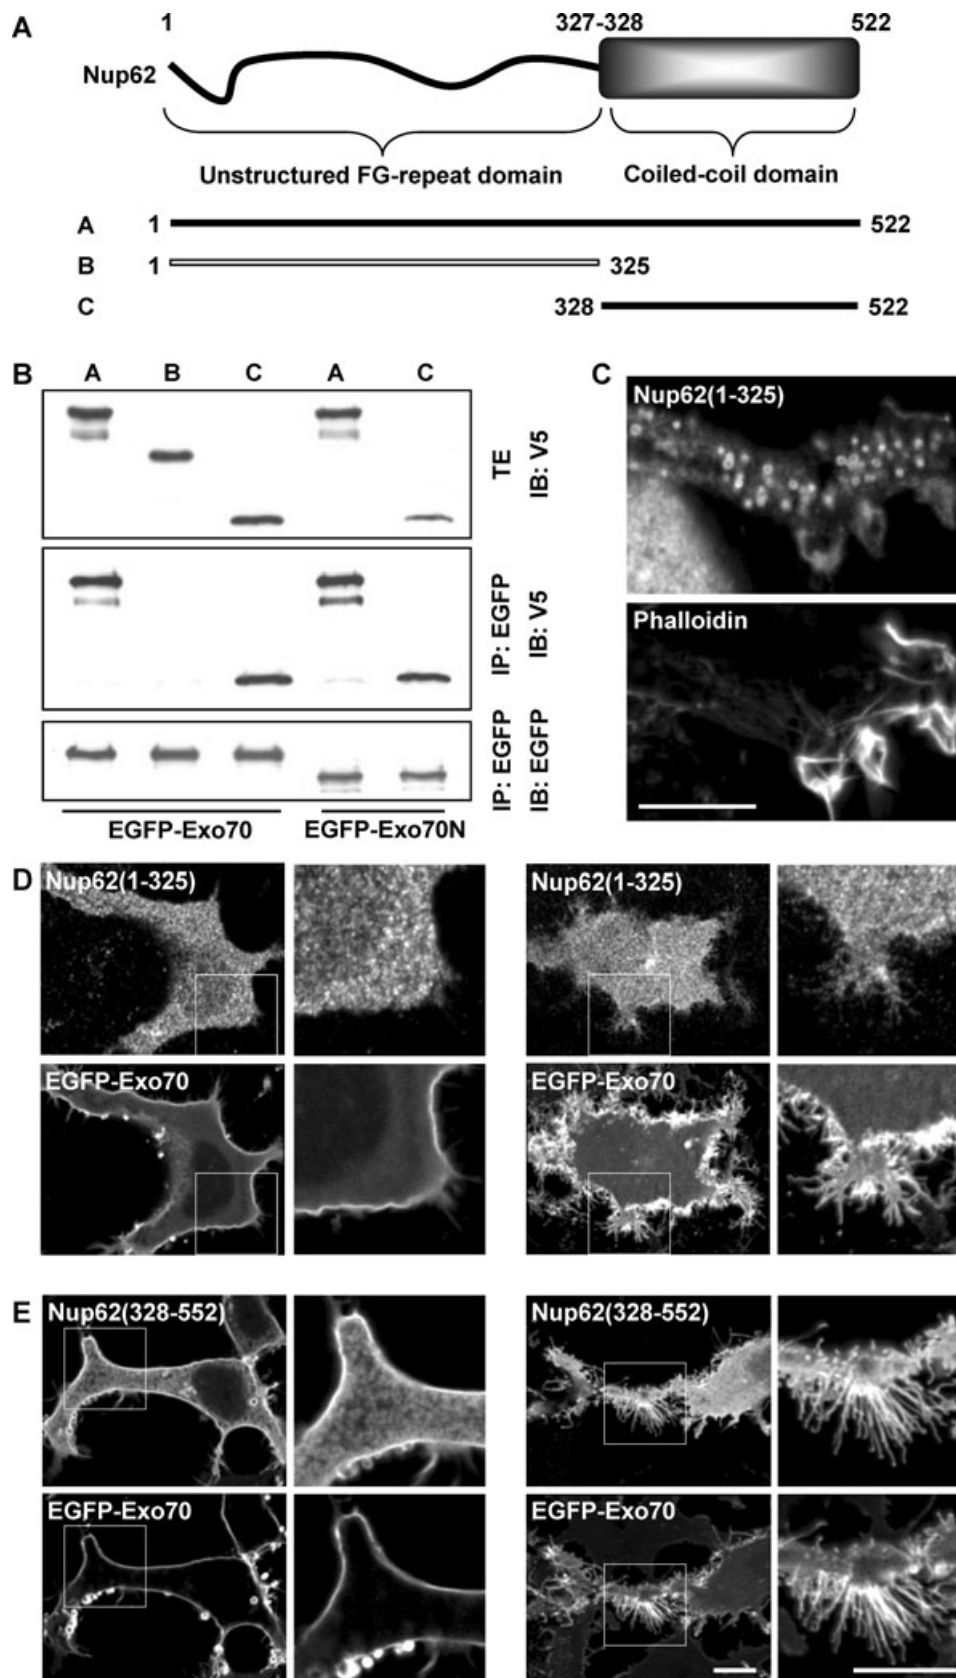 A
1
327-328
522
Nup62
Unstructured FG-repeat domain
Coiled-coil domain
A 1 522
B 1 325
C 328 522
B
A B C A C
TE
IB: V5
IP: EGFP
IB: V5
IP: EGFP
IB: EGFP
EGFP-Exo70
EGFP-Exo70N
C
Nup62(1-325)
Phalloidin
D
Nup62(1-325)
Nup62(1-325)
EGFP-Exo70
EGFP-Exo70
E
Nup62(328-552)
Nup62(328-552)
EGFP-Exo70
EGFP-Exo70